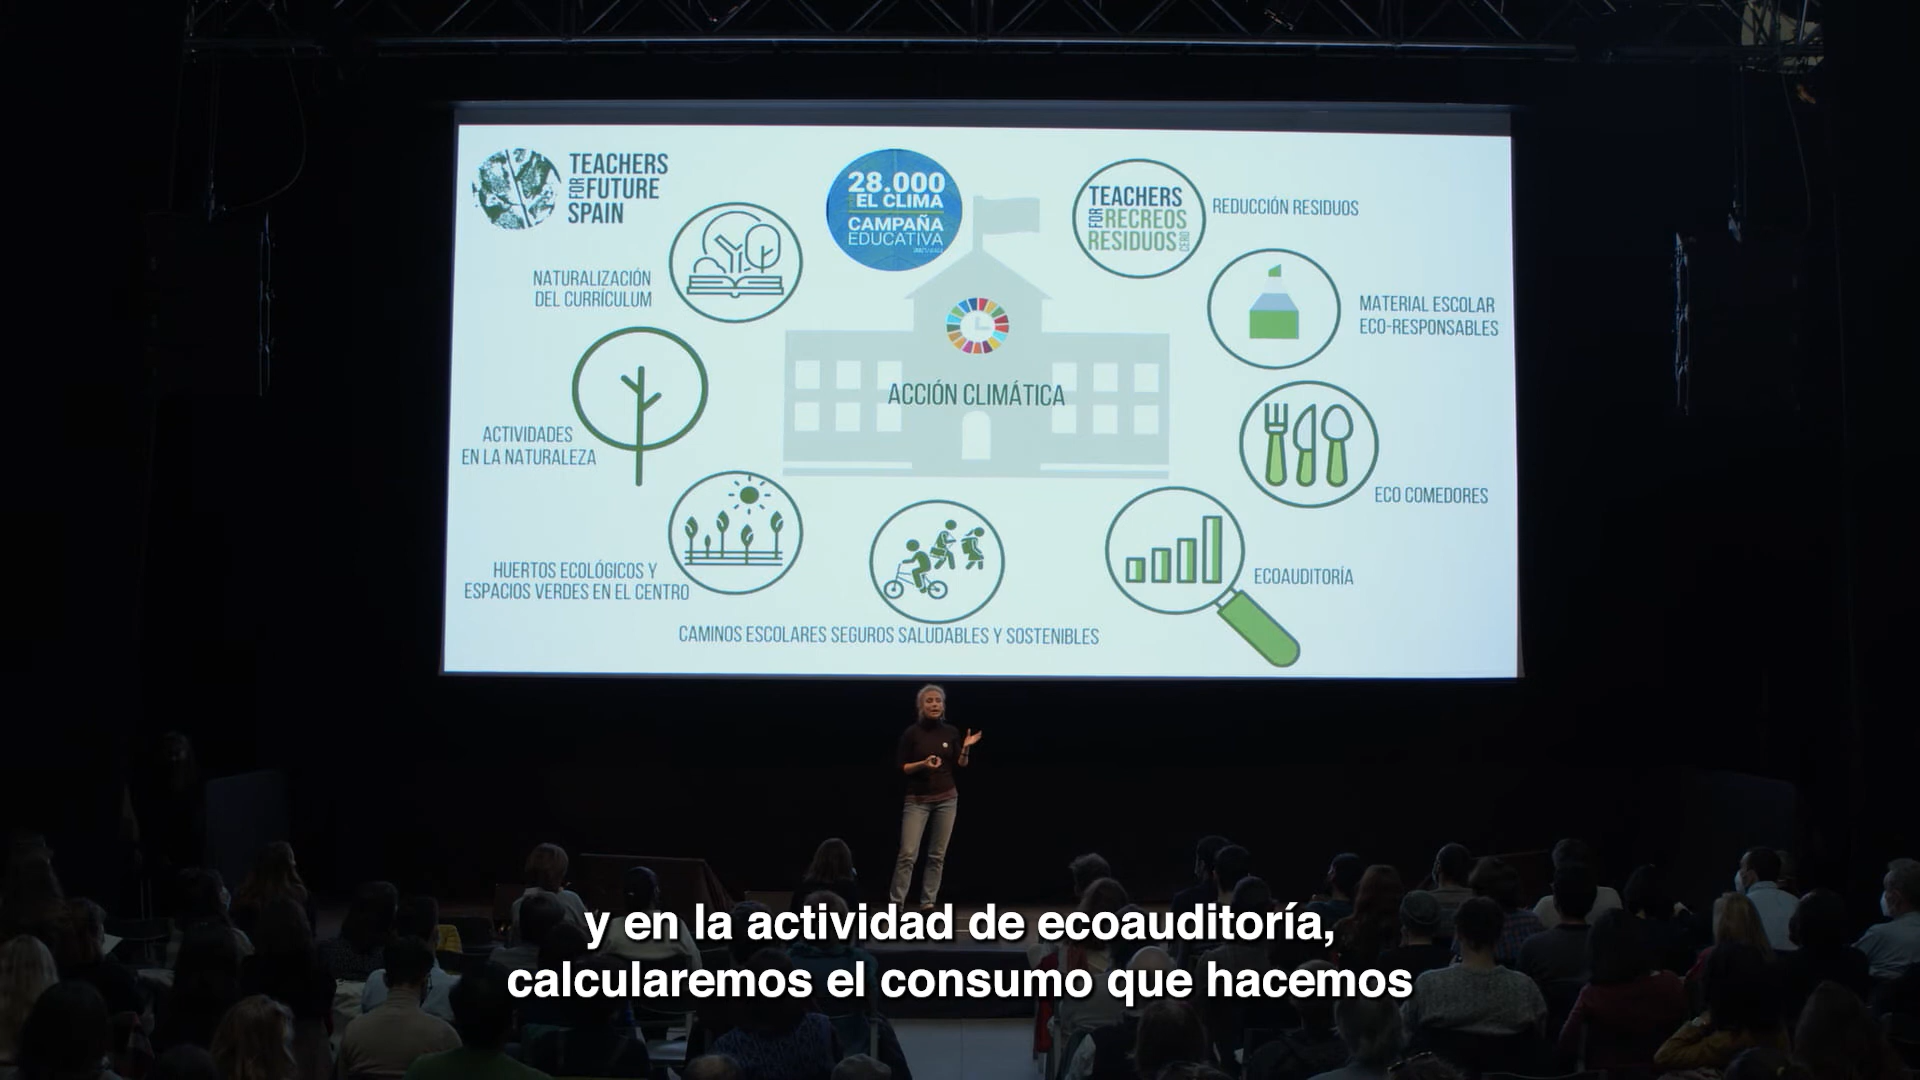 TEACHERS
FOR FUTURE
SPAIN
28.000
EL CLIMA
CAMPAÑA
EDUCATIVA
TEACHERS
FOR RECREOS
RESIDUOS CERO
REDUCCIÓN RESIDUOS
NATURALIZACIÓN
DEL CURRÍCULUM
MATERIAL ESCOLAR
ECO-RESPONSABLES
ACCIÓN CLIMÁTICA
ACTIVIDADES
EN LA NATURALEZA
ECO COMEDORES
HUERTOS ECOLÓGICOS Y
ESPACIOS VERDES EN EL CENTRO
ECOAUDITORÍA
CAMINOS ESCOLARES SEGUROS SALUDABLES Y SOSTENIBLES
y en la actividad de ecoauditoría,
calcularemos el consumo que hacemos